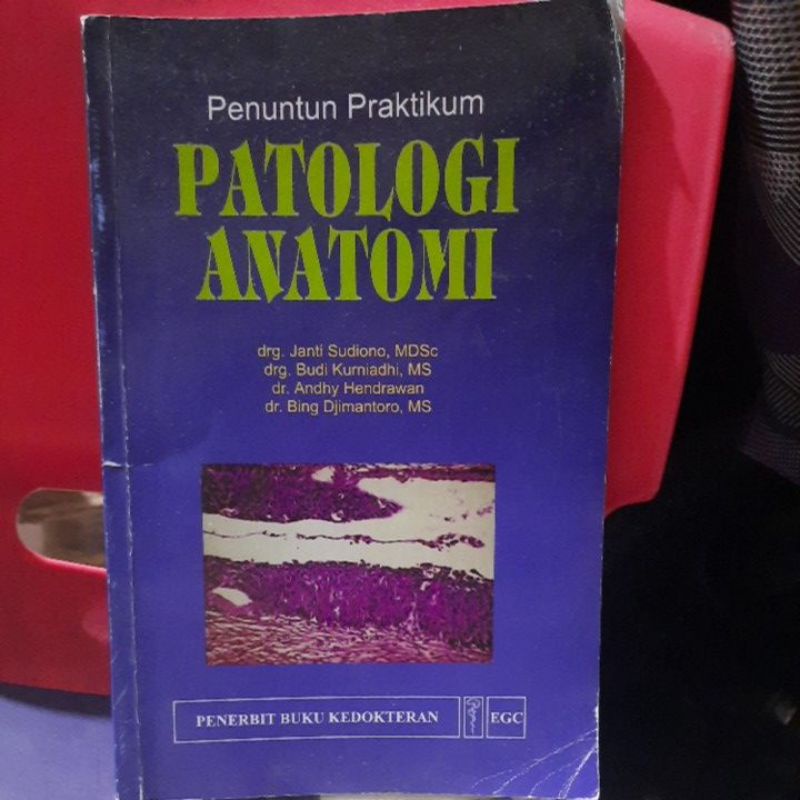 Penuntun Praktikum
PATOLOGI
ANATOMI
drg. Janti Sudiono, MDSc
drg. Budi Kurniadhi, MS
dr. Andhy Hendrawan
dr. Bing Djimantoro, MS
PENERBIT BUKU KEDOKTERAN EGC